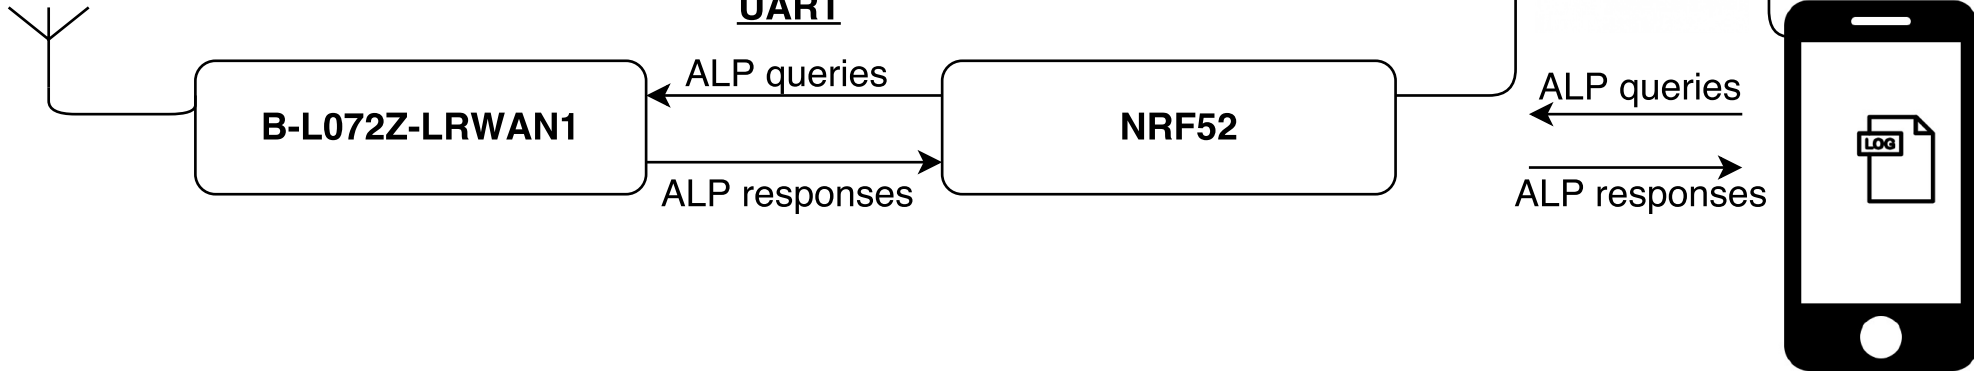 UART
ALP queries
B-L072Z-LRWAN1
NRF52
ALP responses
ALP queries
LOG
ALP responses